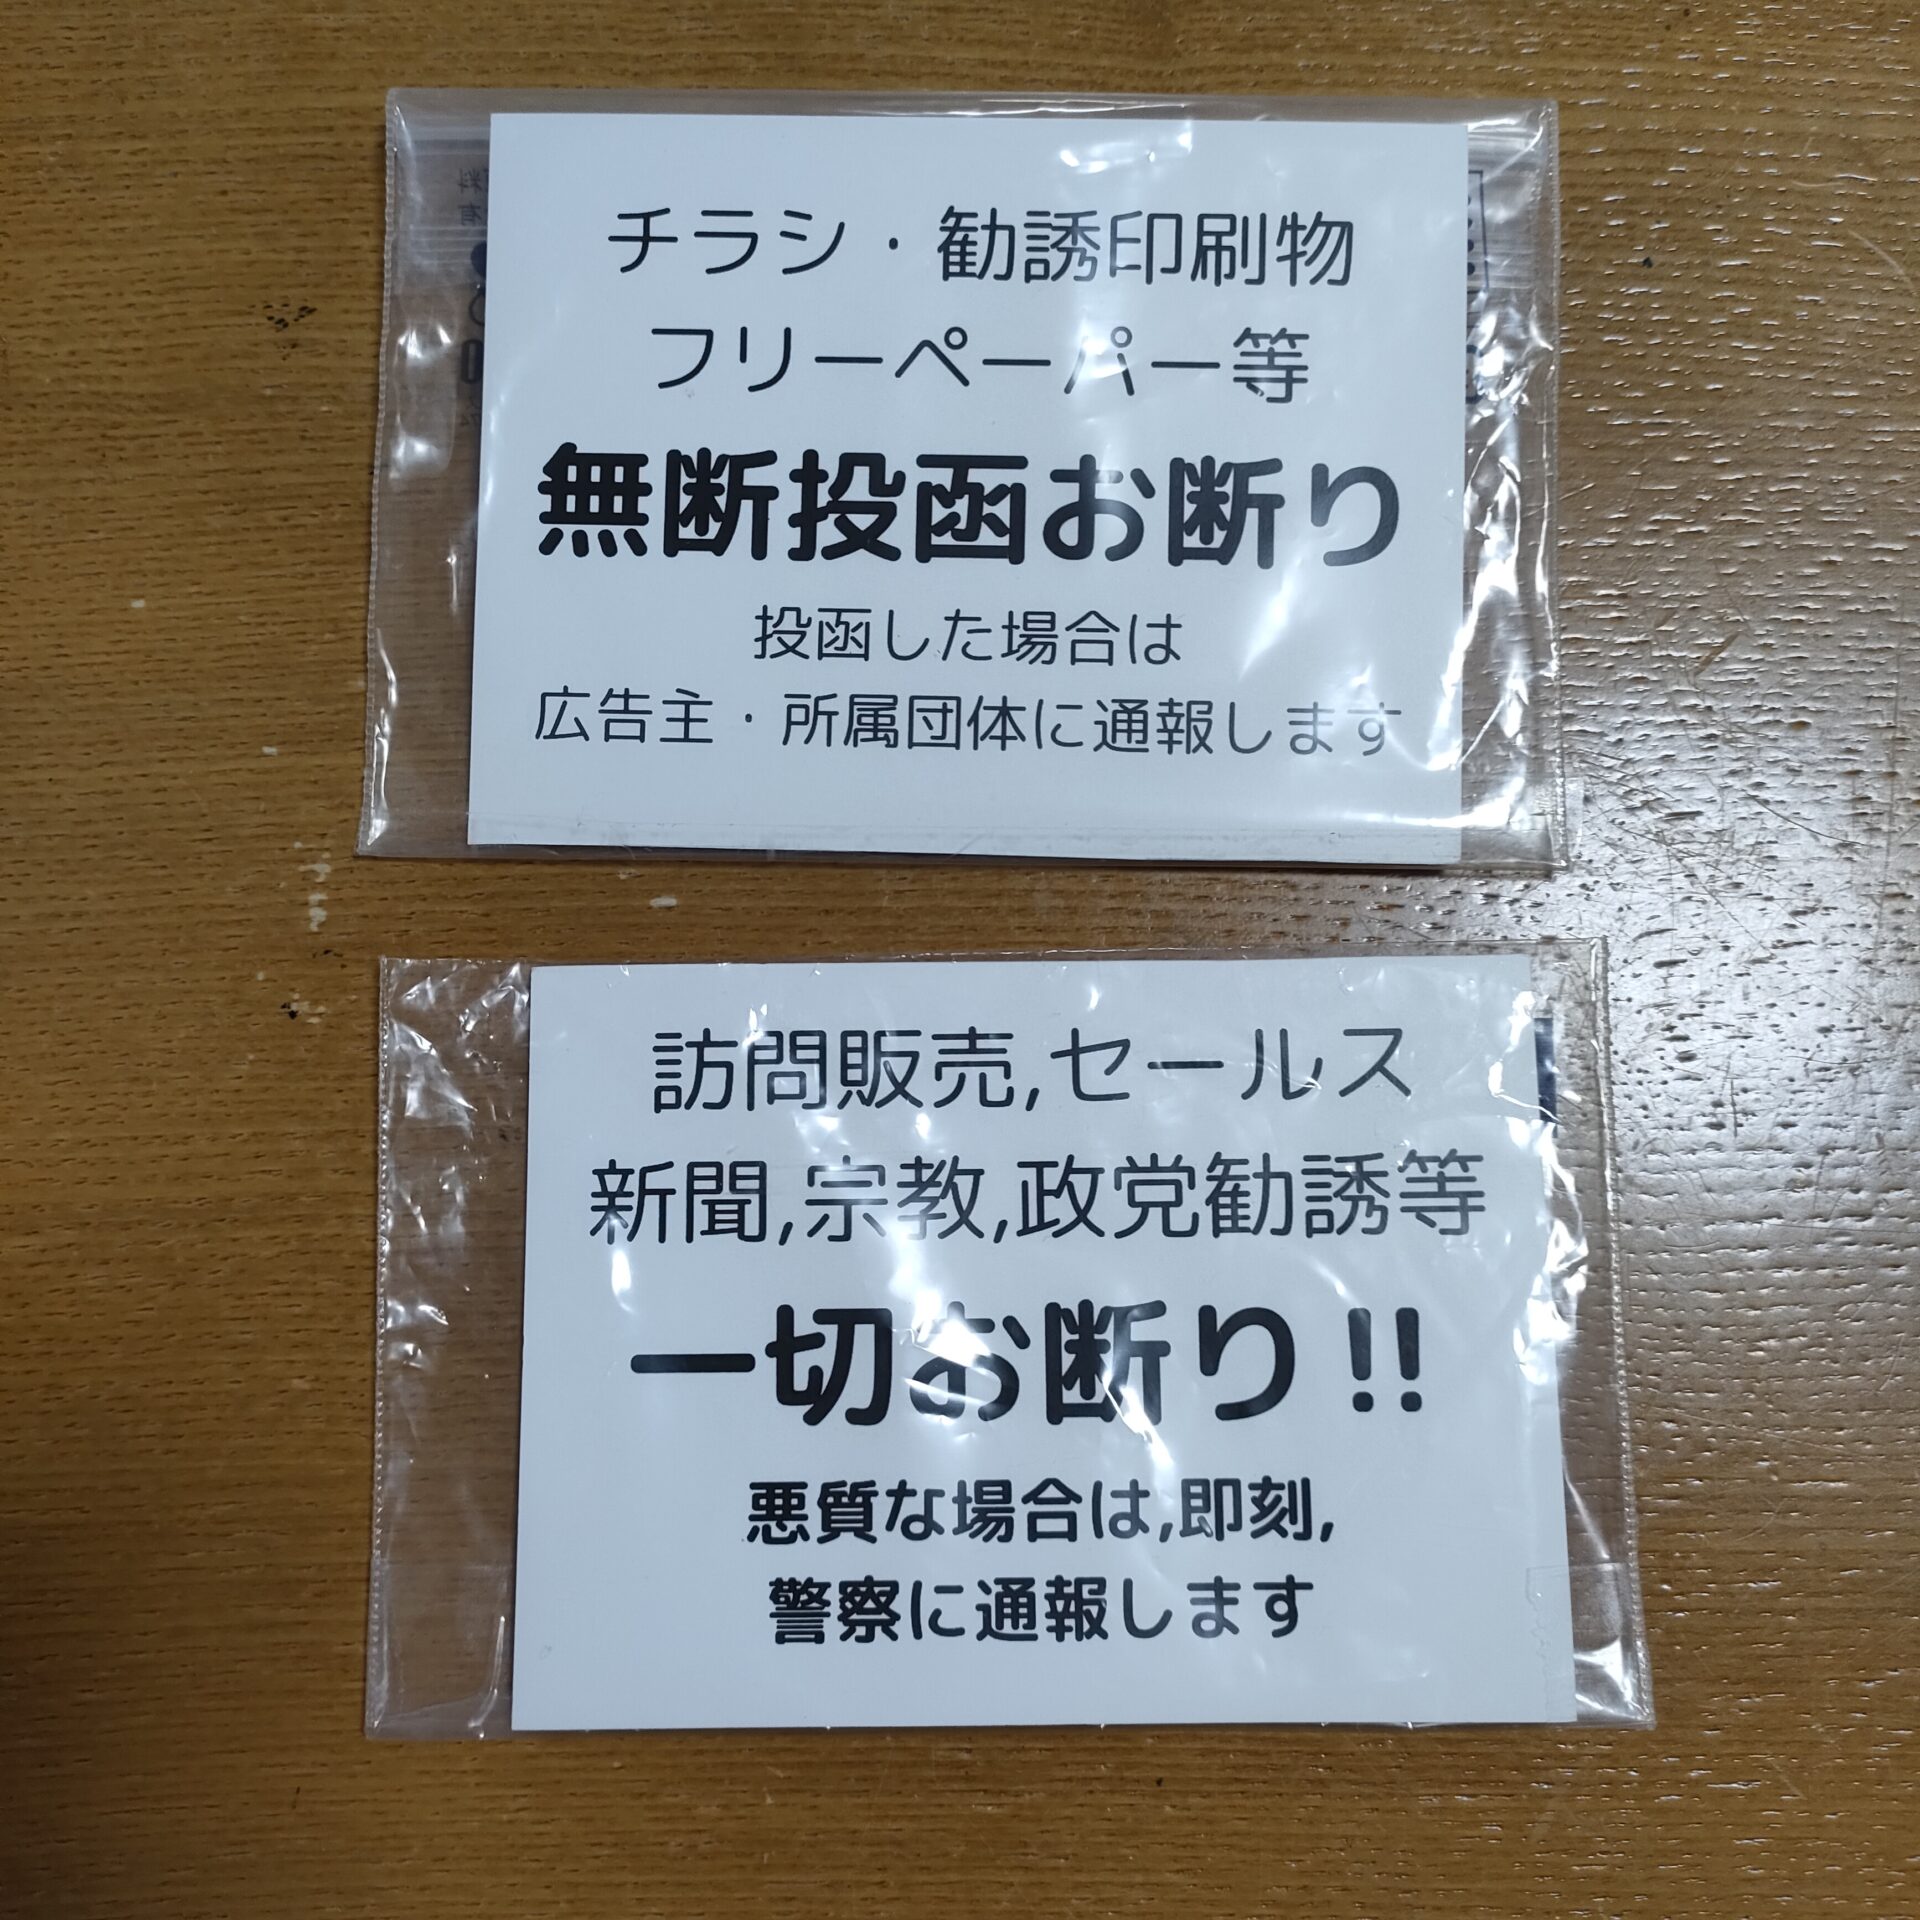 チラシ・勧誘印刷物
フリーペーパー等
無断投函お断り
投函した場合は
広告主・所属団体に通報します
訪問販売,セールス
新聞,宗教,政党勧誘等
一切お断り!!
悪質な場合は,即刻,
警察に通報します